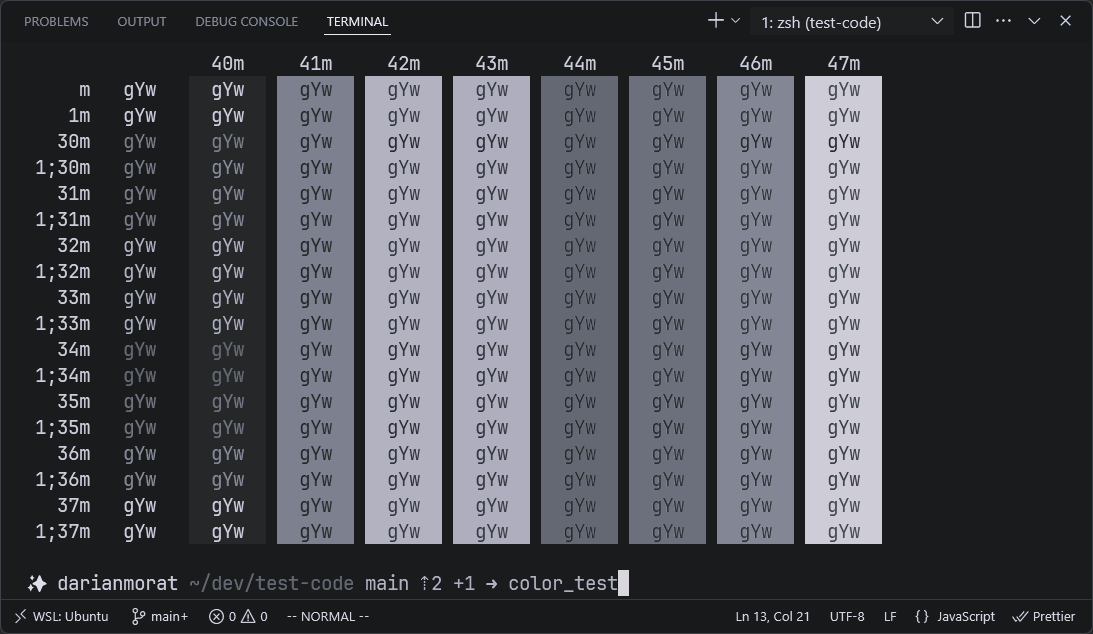 PROBLEMS OUTPUT DEBUG CONSOLE TERMINAL 1: zsh (test-code)
40m 41m 42m 43m 44m 45m 46m 47m
m gYw gYw gYw gYw gYw gYw gYw gYw gYw
1m gYw gYw gYw gYw gYw gYw gYw gYw gYw
30m gYw gYw gYw gYw gYw gYw gYw gYw gYw
1;30m gYw gYw gYw gYw gYw gYw gYw gYw gYw
31m gYw gYw gYw gYw gYw gYw gYw gYw gYw
1;31m gYw gYw gYw gYw gYw gYw gYw gYw gYw
32m gYw gYw gYw gYw gYw gYw gYw gYw gYw
1;32m gYw gYw gYw gYw gYw gYw gYw gYw gYw
33m gYw gYw gYw gYw gYw gYw gYw gYw gYw
1;33m gYw gYw gYw gYw gYw gYw gYw gYw gYw
34m gYw gYw gYw gYw gYw gYw gYw gYw gYw
1;34m gYw gYw gYw gYw gYw gYw gYw gYw gYw
35m gYw gYw gYw gYw gYw gYw gYw gYw gYw
1;35m gYw gYw gYw gYw gYw gYw gYw gYw gYw
36m gYw gYw gYw gYw gYw gYw gYw gYw gYw
1;36m gYw gYw gYw gYw gYw gYw gYw gYw gYw
37m gYw gYw gYw gYw gYw gYw gYw gYw gYw
1;37m gYw gYw gYw gYw gYw gYw gYw gYw gYw
darianmorat ~/dev/test-code main ⇡2 +1 → color_test
WSL: Ubuntu main+ 0 0 -- NORMAL -- Ln 13, Col 21 UTF-8 LF {} JavaScript Prettier